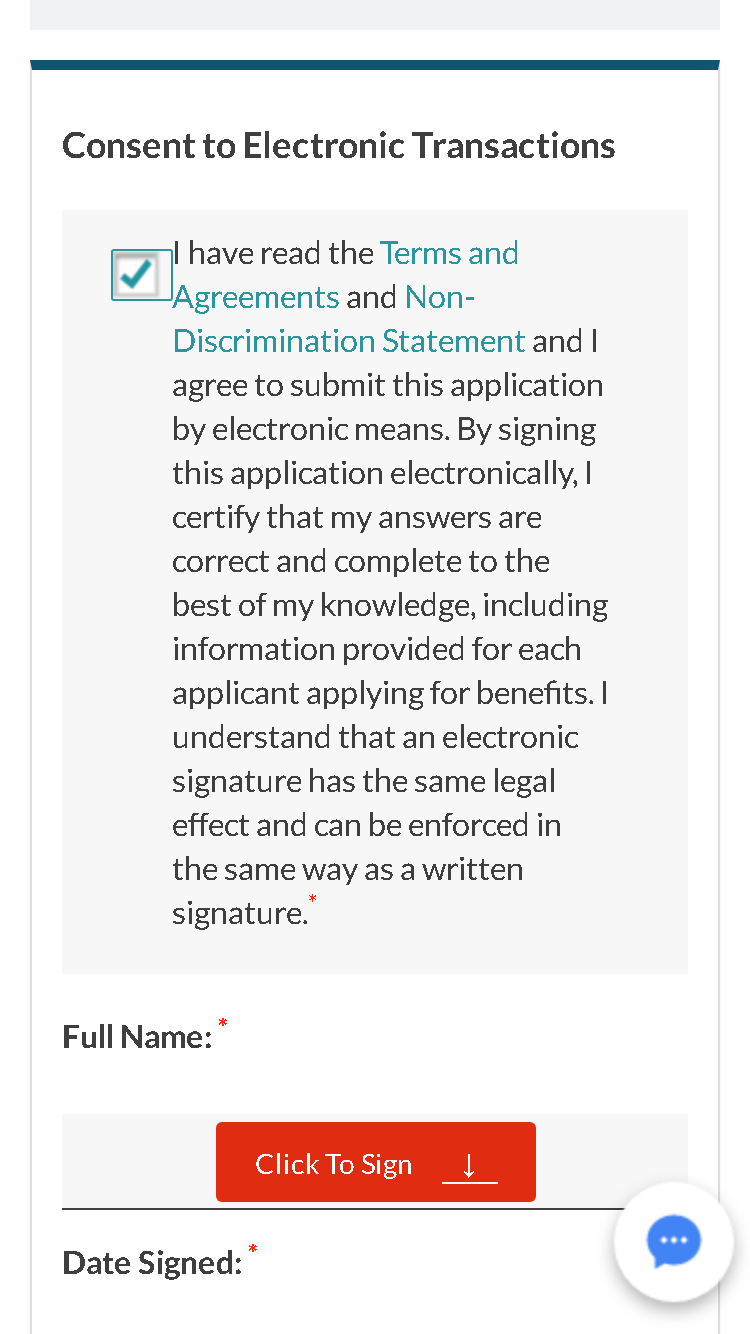 Consent to Electronic Transactions
I have read the Terms and
Agreements and Non-
Discrimination Statement and I
agree to submit this application
by electronic means. By signing
this application electronically, I
certify that my answers are
correct and complete to the
best of my knowledge, including
information provided for each
applicant applying for benefits. I
understand that an electronic
signature has the same legal
effect and can be enforced in
the same way as a written
signature.*
Full Name: *
Click To Sign ↓
Date Signed: *